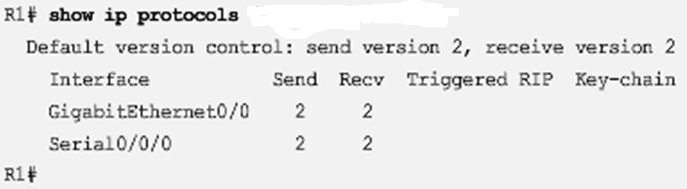 R1# show ip protocols
Default version control: send version 2, receive version 2
Interface Send Recv Triggered RIP Key-chain
GigabitEthernet0/0 2 2
Serial0/0/0 2 2
R1#